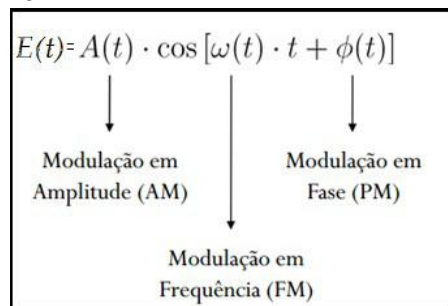 E(t)= A(t) · cos [ω(t) · t + ϕ(t)]
Modulação em
Amplitude (AM)
Modulação em
Fase (PM)
Modulação em
Frequência (FM)